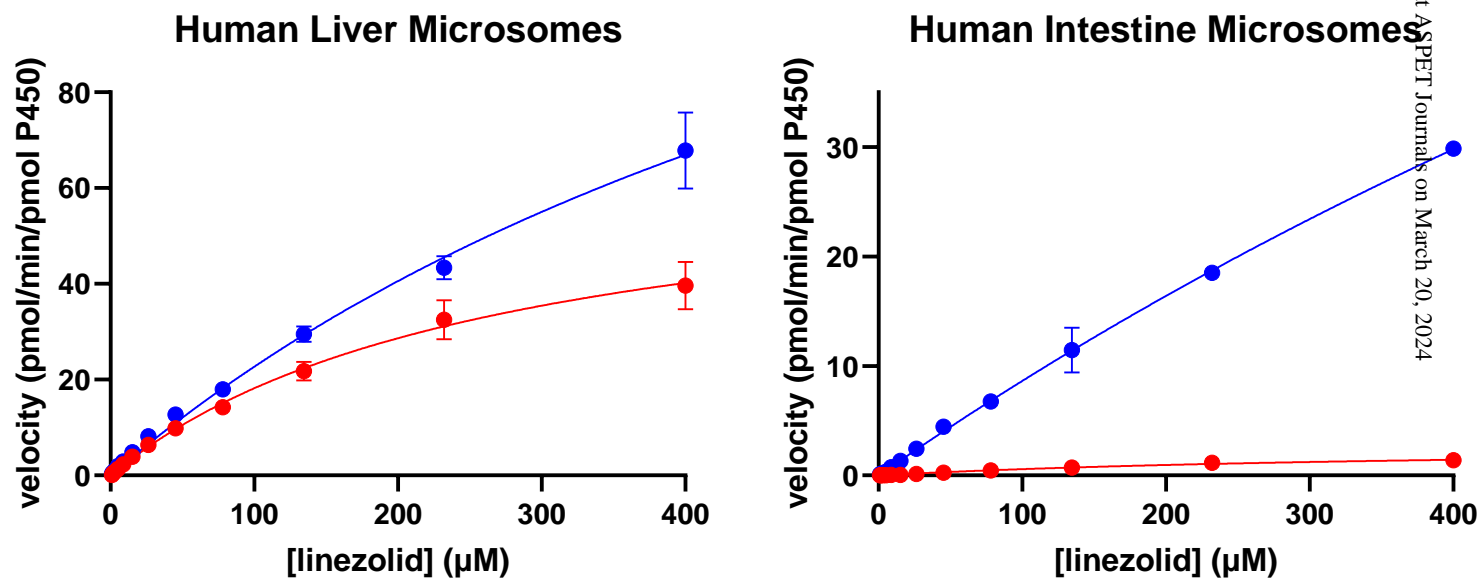 Human Liver Microsomes
velocity (pmol/min/pmol P450)
80
60
40
20
0
0 100 200 300 400
[linezolid] (µM)
Human Intestine Microsomes
velocity (pmol/min/pmol P450)
30
20
10
0
0 100 200 300 400
[linezolid] (µM)
t ASPET Journals on March 20, 2024